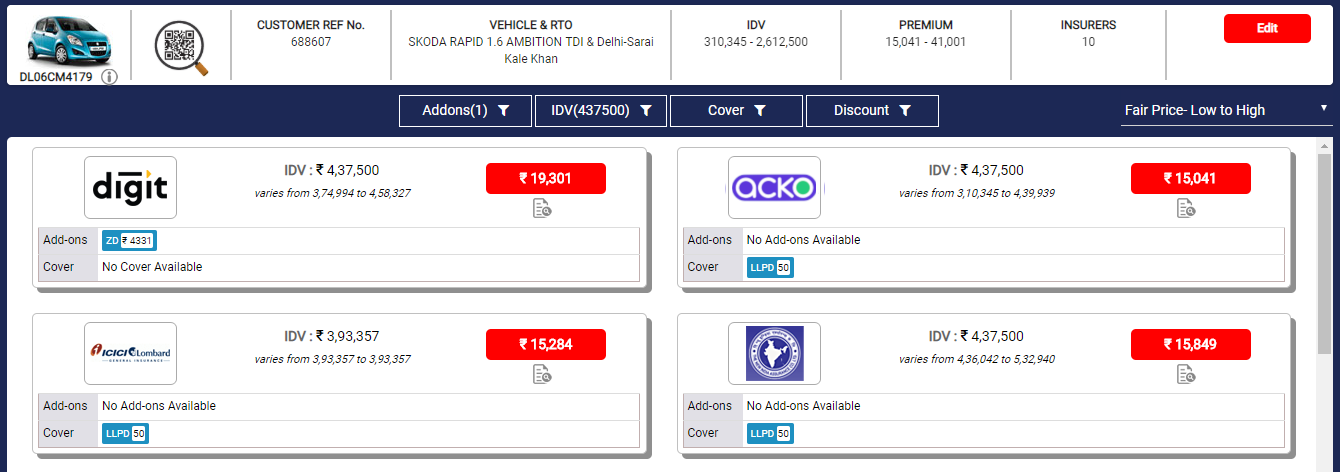 CUSTOMER REF No.
688607
VEHICLE & RTO
SKODA RAPID 1.6 AMBITION TDI & Delhi-Sarai
Kale Khan
IDV
310,345 - 2,612,500
PREMIUM
15,041 - 41,001
INSURERS
10
Edit
DL06CM4179
Addons(1)
IDV(437500)
Cover
Discount
Fair Price- Low to High
digit
IDV : ₹ 4,37,500
varies from 3,74,994 to 4,58,327
₹ 19,301
Add-ons ZD ₹ 4331
Cover No Cover Available
ACKO
IDV : ₹ 4,37,500
varies from 3,10,345 to 4,39,939
₹ 15,041
Add-ons No Add-ons Available
Cover LLPD 50
ICICI Lombard
GENERAL INSURANCE
IDV : ₹ 3,93,357
varies from 3,93,357 to 3,93,357
₹ 15,284
Add-ons No Add-ons Available
Cover LLPD 50
IDV : ₹ 4,37,500
varies from 4,36,042 to 5,32,940
₹ 15,849
Add-ons No Add-ons Available
Cover LLPD 50